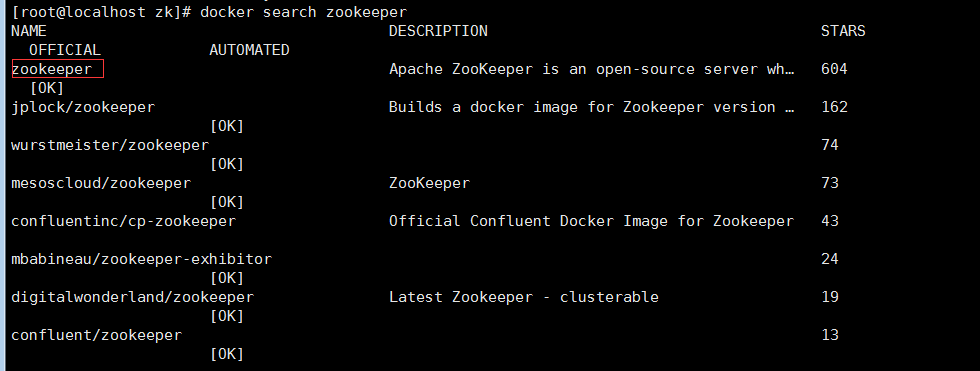 [root@localhost zk]# docker search zookeeper
NAME DESCRIPTION STARS
OFFICIAL AUTOMATED
zookeeper Apache ZooKeeper is an open-source server wh… 604
[OK]
jplock/zookeeper Builds a docker image for Zookeeper version … 162
[OK]
wurstmeister/zookeeper 74
[OK]
mesoscloud/zookeeper ZooKeeper 73
[OK]
confluentinc/cp-zookeeper Official Confluent Docker Image for Zookeeper 43
mbabineau/zookeeper-exhibitor 24
[OK]
digitalwonderland/zookeeper Latest Zookeeper - clusterable 19
[OK]
confluent/zookeeper 13
[OK]